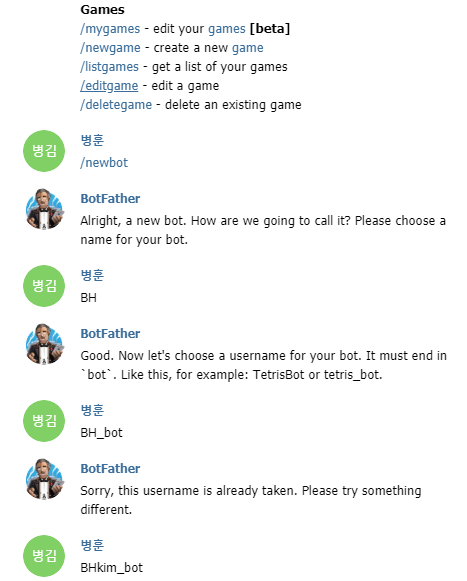 Games
/mygames - edit your games [beta]
/newgame - create a new game
/listgames - get a list of your games
/editgame - edit a game
/deletegame - delete an existing game
병김
병훈
/newbot
BotFather
Alright, a new bot. How are we going to call it? Please choose a
name for your bot.
병김
병훈
BH
BotFather
Good. Now let's choose a username for your bot. It must end in
`bot`. Like this, for example: TetrisBot or tetris_bot.
병김
병훈
BH_bot
BotFather
Sorry, this username is already taken. Please try something
different.
병김
병훈
BHkim_bot